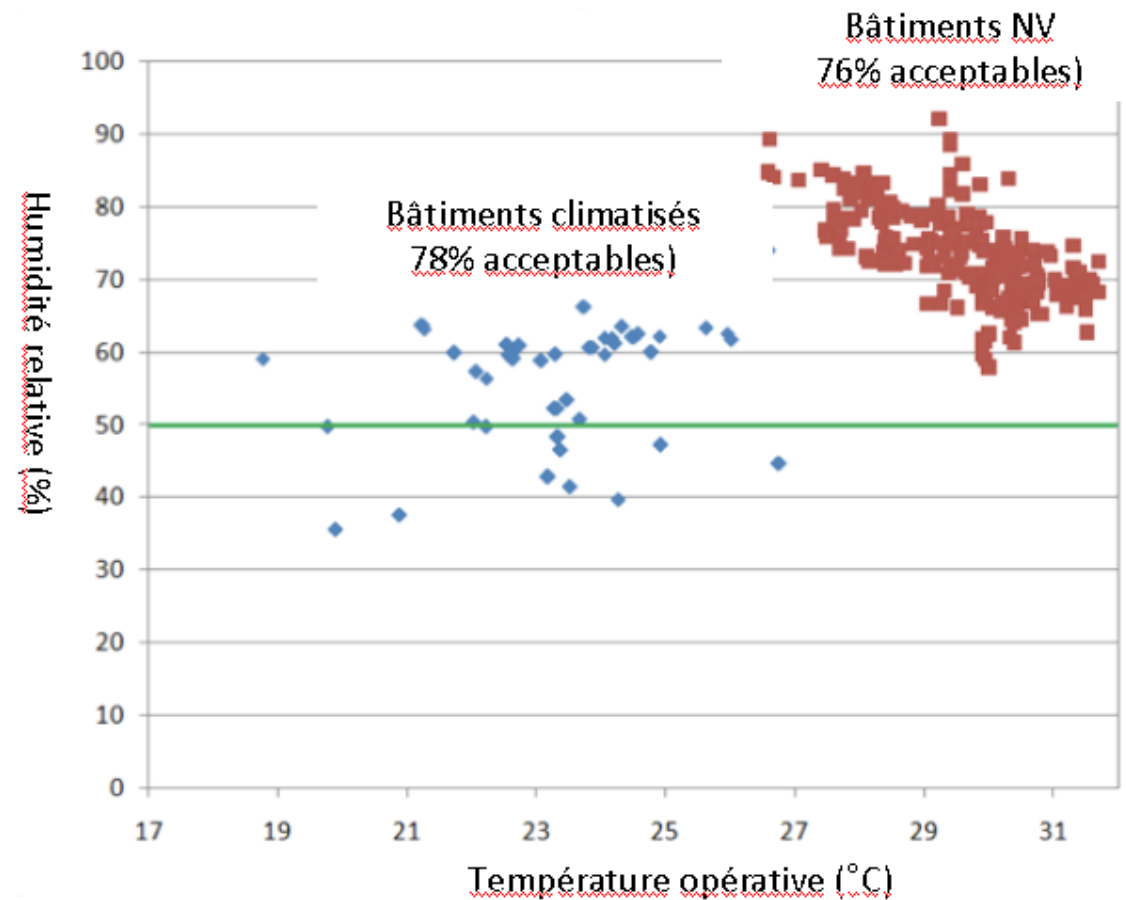 Bâtiments NV
76% acceptables)
Bâtiments climatisés
78% acceptables)
Humidité relative (%)
100
90
80
70
60
50
40
30
20
10
0
17 19 21 23 25 27 29 31
Température opérative (°C)